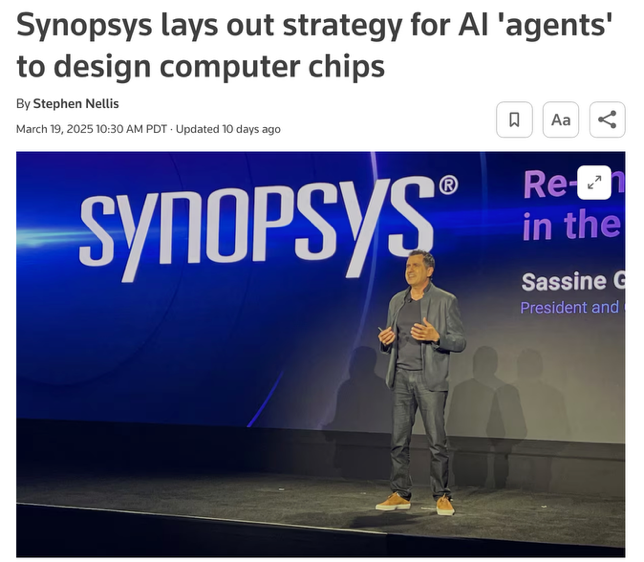 Synopsys lays out strategy for AI 'agents'
to design computer chips
By Stephen Nellis
March 19, 2025 10:30 AM PDT · Updated 10 days ago
Aa
SYNOPSYS®
in the
Sassine G
President and